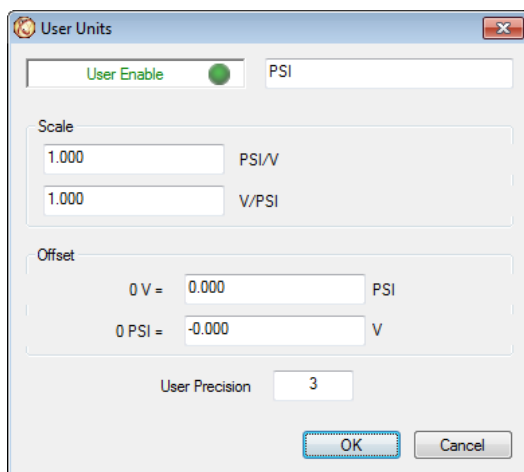 User Units
User Enable PSI
Scale
1.000 PSI/V
1.000 V/PSI
Offset
0 V = 0.000 PSI
0 PSI = -0.000 V
User Precision 3
OK Cancel